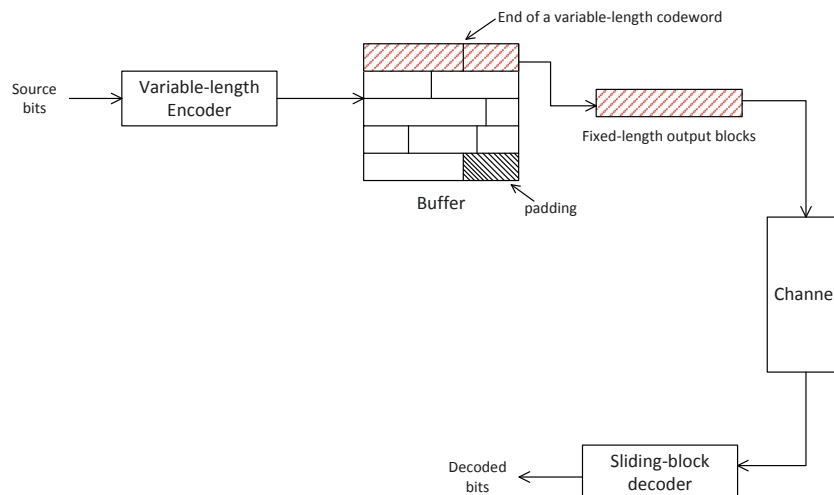 End of a variable-length codeword
Source
bits
Variable-length
Encoder
Fixed-length output blocks
Buffer
padding
Channel
Sliding-block
decoder
Decoded
bits